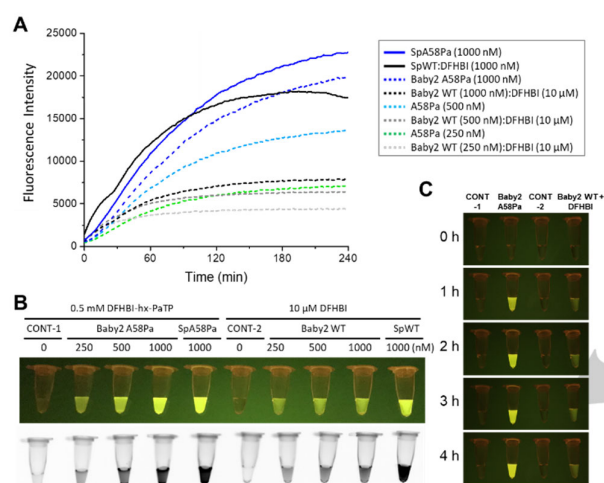 A
25000
20000
15000
10000
5000
0
0 60 120 180 240
Fluorescence Intensity
Time (min)
SpA58Pa (1000 nM)
SpWT:DFHBI (1000 nM)
Baby2 A58Pa (1000 nM)
Baby2 WT (1000 nM):DFHBI (10 μM)
A58Pa (500 nM)
Baby2 WT (500 nM):DFHBI (10 μM)
A58Pa (250 nM)
Baby2 WT (250 nM):DFHBI (10 μM)
B
0.5 mM DFHBI-hx-PaTP 10 μM DFHBI
CONT-1 Baby2 A58Pa SpA58Pa CONT-2 Baby2 WT SpWT
0 250 500 1000 1000 0 250 500 1000 1000 (nM)
C
CONT Baby2 CONT Baby2 WT+
-1 A58Pa -2 DFHBI
0 h
1 h
2 h
3 h
4 h